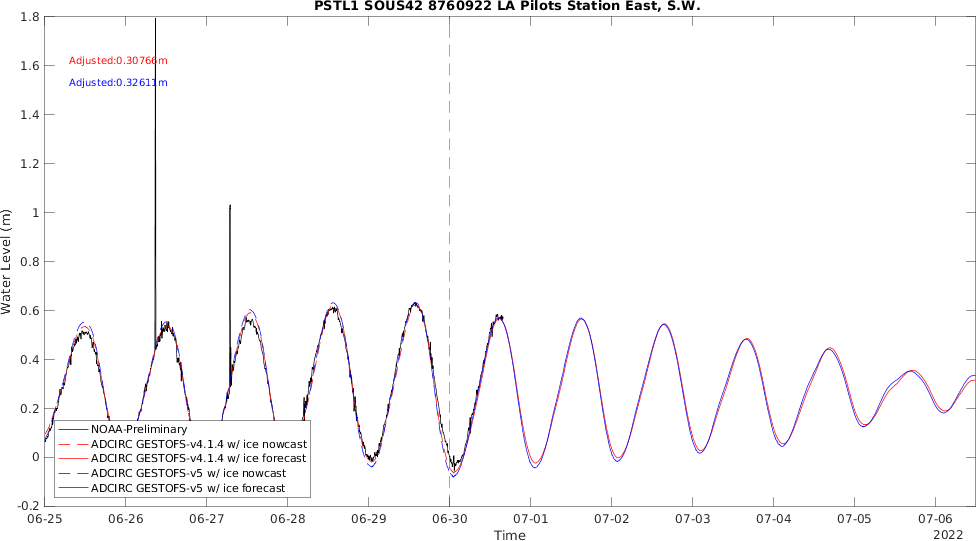 PSTL1 SOUS42 8760922 LA Pilots Station East, S.W.
1.8
1.6
1.4
1.2
1
0.8
0.6
0.4
0.2
0
-0.2
Water Level (m)
Adjusted:0.30766m
Adjusted:0.32611m
NOAA-Preliminary
ADCIRC GESTOFS-v4.1.4 w/ ice nowcast
ADCIRC GESTOFS-v4.1.4 w/ ice forecast
ADCIRC GESTOFS-v5 w/ ice nowcast
ADCIRC GESTOFS-v5 w/ ice forecast
06-25 06-26 06-27 06-28 06-29 06-30 07-01 07-02 07-03 07-04 07-05 07-06
Time
2022